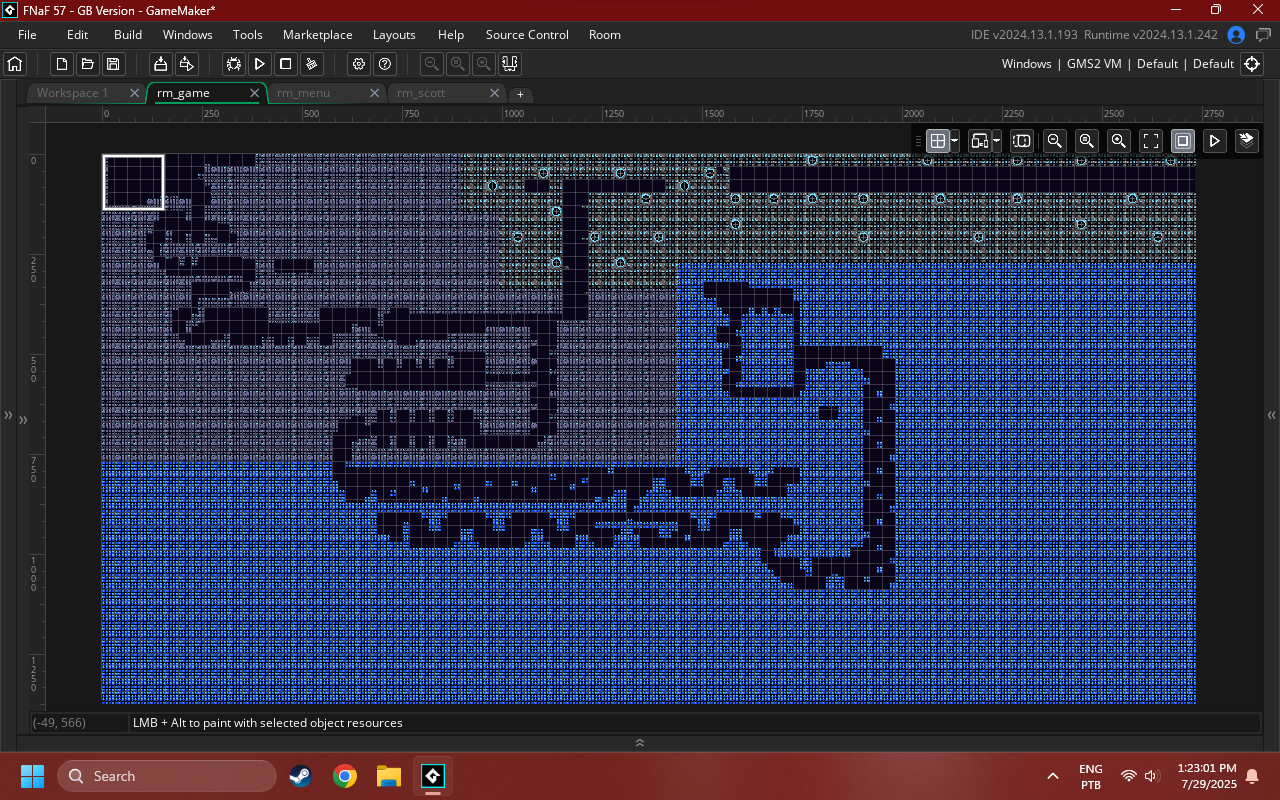 FNaF 57 - GB Version - GameMaker*
File Edit Build Windows Tools Marketplace Layouts Help Source Control Room
IDE v2024.13.1.193 Runtime v2024.13.1.242
Windows | GMS2 VM | Default | Default
Workspace 1 rm_game rm_menu rm_scott
0 250 500 750 1000 1250 1500 1750 2000 2250 2500 2750
0
250
500
750
1000
1250
(-49, 566) LMB + Alt to paint with selected object resources
Search
ENG
PTB
1:23:01 PM
7/29/2025